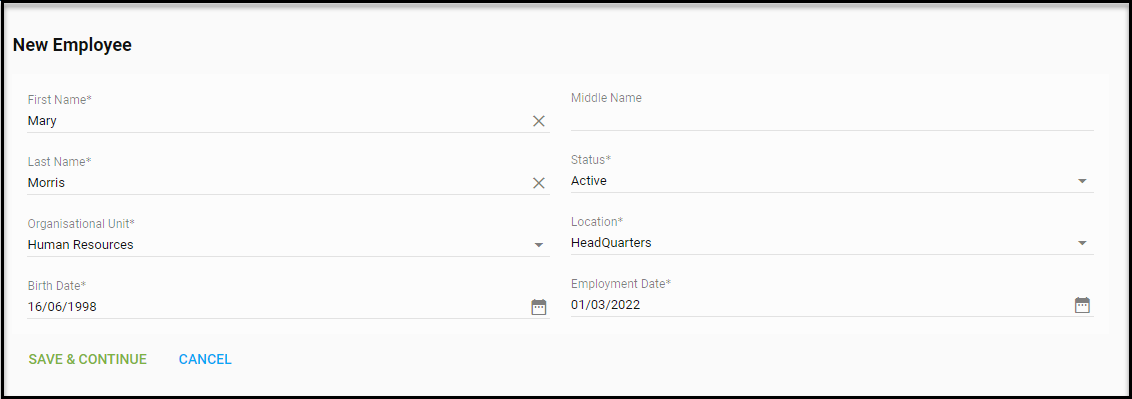 New Employee
First Name*
Mary
Middle Name
Last Name*
Morris
Status*
Active
Organisational Unit*
Human Resources
Location*
HeadQuarters
Birth Date*
16/06/1998
Employment Date*
01/03/2022
SAVE & CONTINUE CANCEL